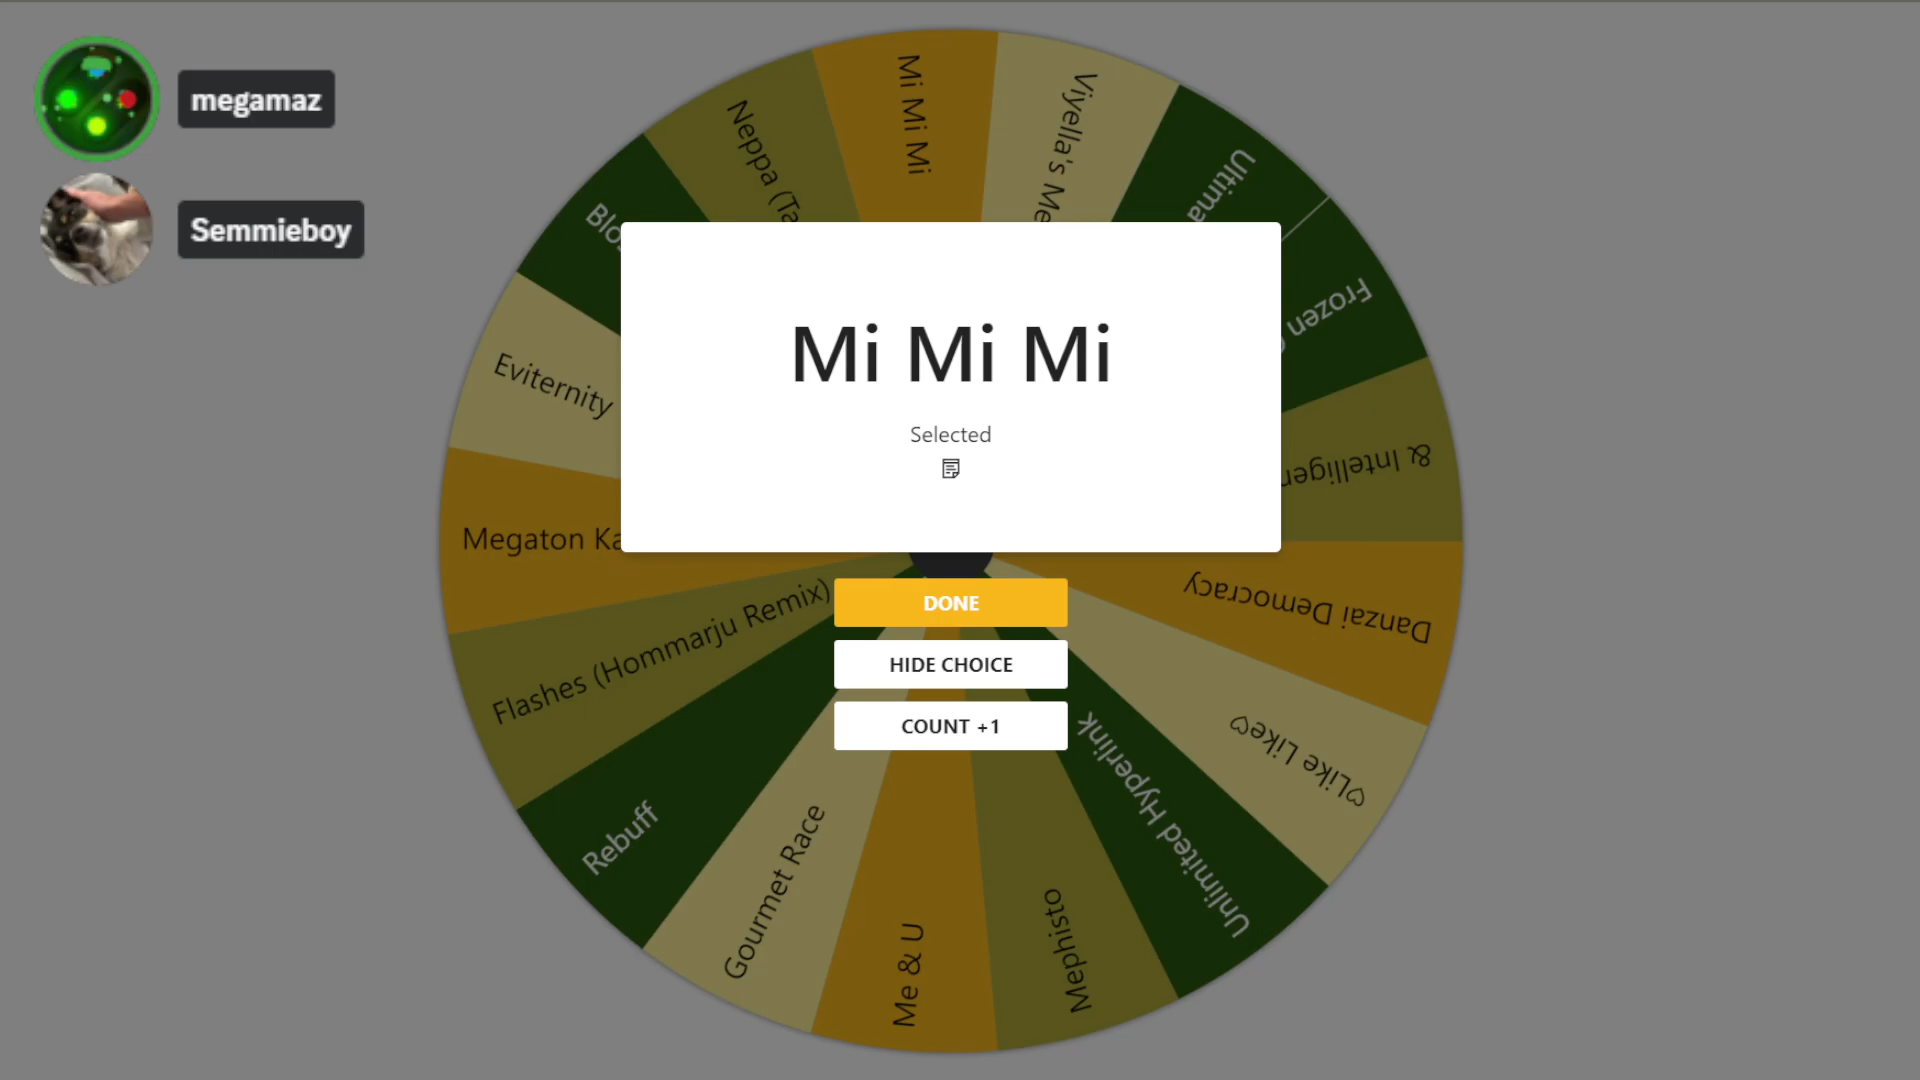 megamaz
Semmieboy
Mi Mi Mi
Viyella's Me
Ultima
Frozen
& Intelligen
Danzai Democracy
♡Like Like♡
Unlimited Hyperlink
Mephisto
Me & U
Gourmet Race
Rebuff
Flashes (Hommarju Remix)
Megaton Ka
Eviternity
Blo
Neppa (Ta
Mi Mi Mi
Selected
DONE
HIDE CHOICE
COUNT +1